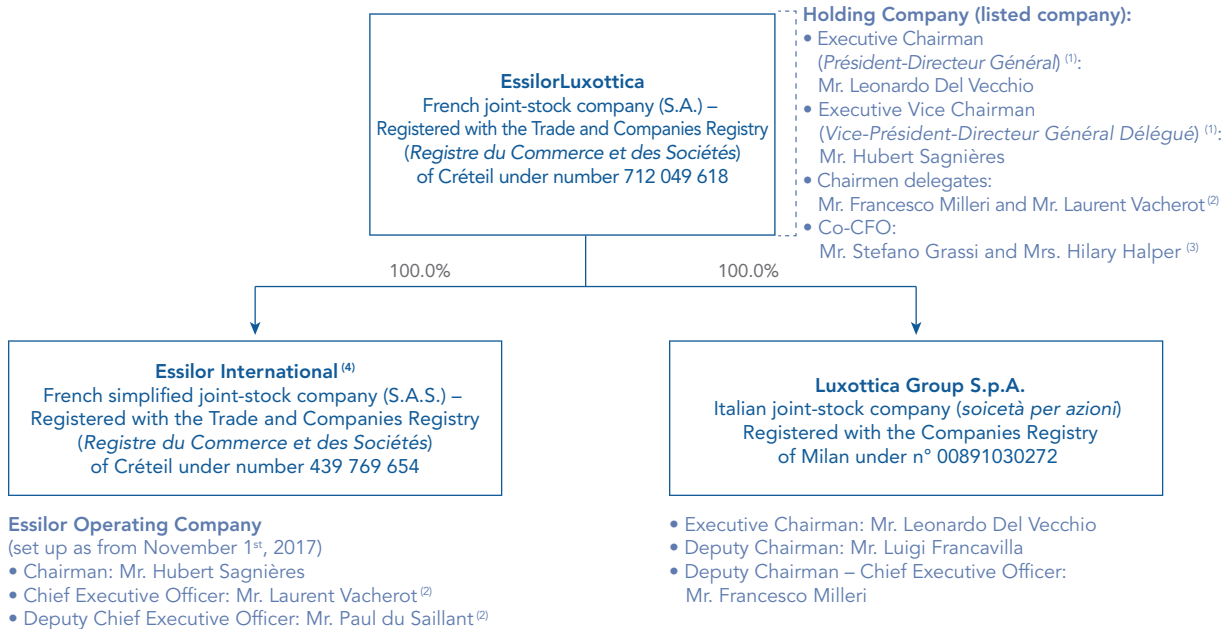 EssilorLuxottica
French joint-stock company (S.A.) –
Registered with the Trade and Companies Registry
(Registre du Commerce et des Sociétés)
of Créteil under number 712 049 618
Holding Company (listed company):
• Executive Chairman
(Président-Directeur Général) (1):
Mr. Leonardo Del Vecchio
• Executive Vice Chairman
(Vice-Président-Directeur Général Délégué) (1):
Mr. Hubert Sagnières
• Chairmen delegates:
Mr. Francesco Milleri and Mr. Laurent Vacherot (2)
• Co-CFO:
Mr. Stefano Grassi and Mrs. Hilary Halper (3)
100.0%
100.0%
Essilor International (4)
French simplified joint-stock company (S.A.S.) –
Registered with the Trade and Companies Registry
(Registre du Commerce et des Sociétés)
of Créteil under number 439 769 654
Luxottica Group S.p.A.
Italian joint-stock company (soicetà per azioni)
Registered with the Companies Registry
of Milan under n° 00891030272
Essilor Operating Company
(set up as from November 1st, 2017)
• Chairman: Mr. Hubert Sagnières
• Chief Executive Officer: Mr. Laurent Vacherot (2)
• Deputy Chief Executive Officer: Mr. Paul du Saillant (2)
• Executive Chairman: Mr. Leonardo Del Vecchio
• Deputy Chairman: Mr. Luigi Francavilla
• Deputy Chairman – Chief Executive Officer:
Mr. Francesco Milleri